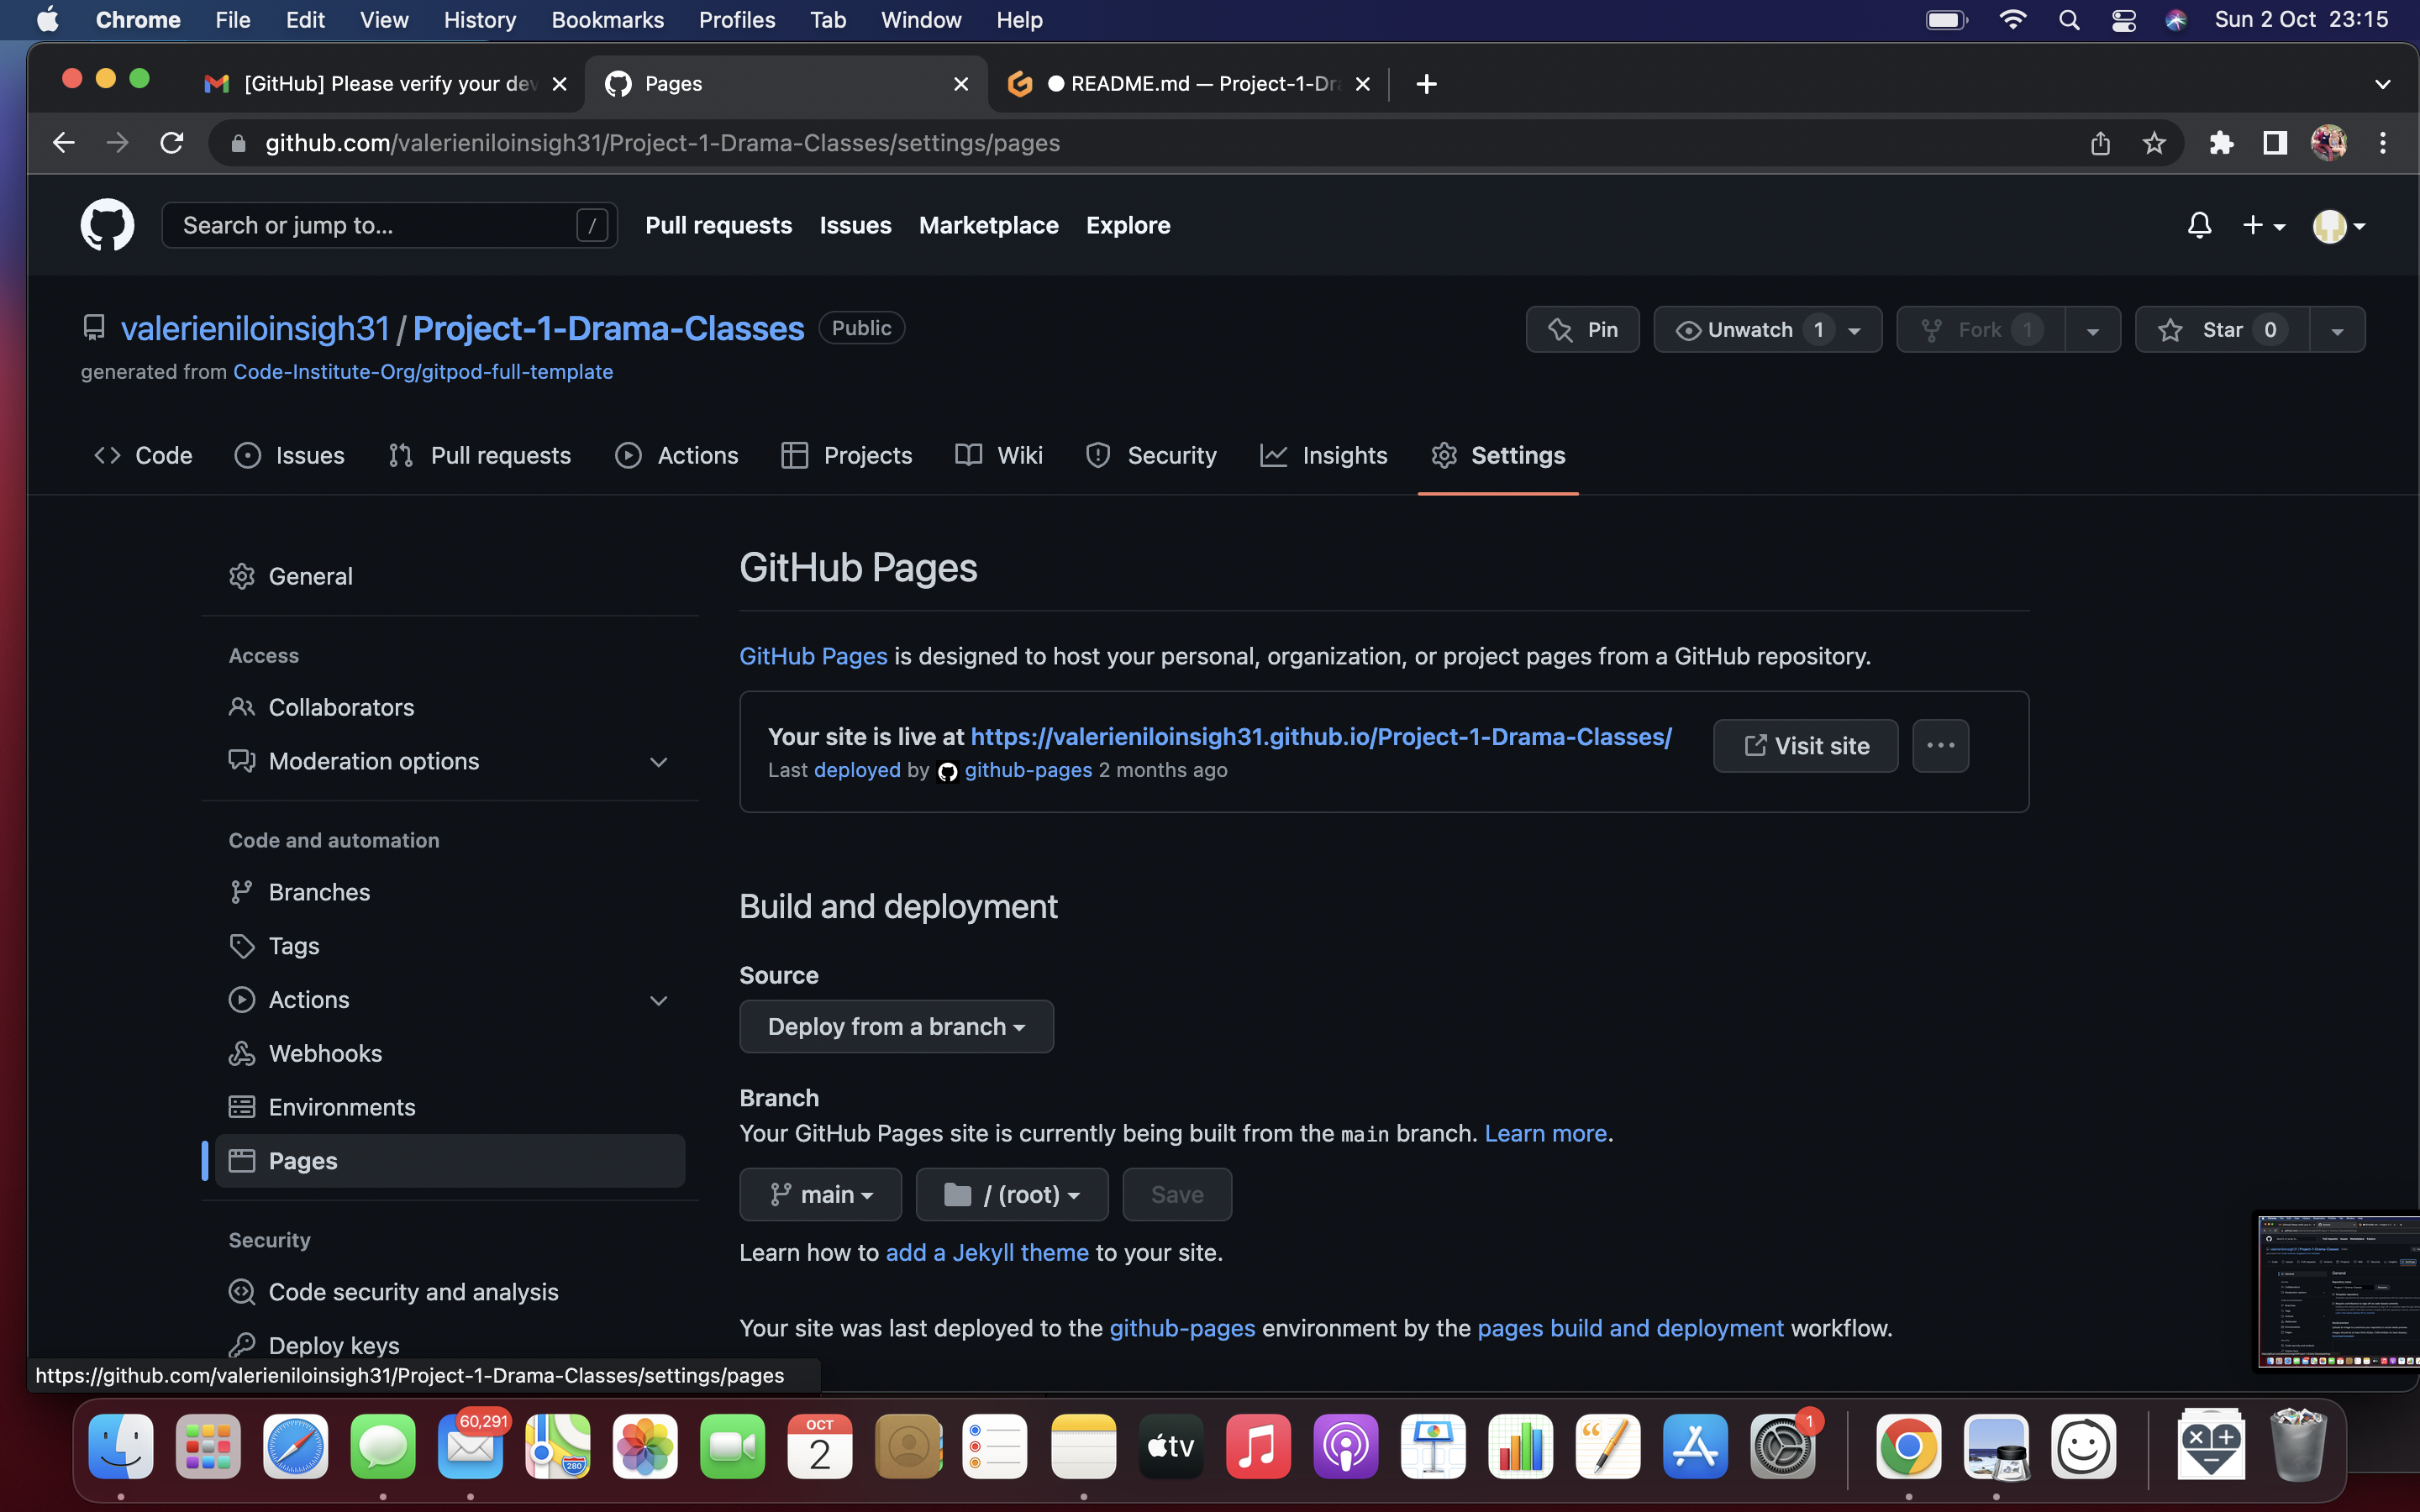 Chrome File Edit View History Bookmarks Profiles Tab Window Help Sun 2 Oct 23:15
[GitHub] Please verify your dev Pages README.md — Project-1-Dra
github.com/valerieniloinsigh31/Project-1-Drama-Classes/settings/pages
Search or jump to... / Pull requests Issues Marketplace Explore
valerieniloinsigh31/Project-1-Drama-Classes Public Pin Unwatch 1 Fork 1 Star 0
generated from Code-Institute-Org/gitpod-full-template
Code Issues Pull requests Actions Projects Wiki Security Insights Settings
General
Access
Collaborators
Moderation options
Code and automation
Branches
Tags
Actions
Webhooks
Environments
Pages
Security
Code security and analysis
Deploy keys
GitHub Pages
GitHub Pages is designed to host your personal, organization, or project pages from a GitHub repository.
Your site is live at https://valerieniloinsigh31.github.io/Project-1-Drama-Classes/
Last deployed by github-pages 2 months ago
Visit site
Build and deployment
Source
Deploy from a branch
Branch
Your GitHub Pages site is currently being built from the main branch. Learn more.
main / (root) Save
Learn how to add a Jekyll theme to your site.
Your site was last deployed to the github-pages environment by the pages build and deployment workflow.
https://github.com/valerieniloinsigh31/Project-1-Drama-Classes/settings/pages
60,291
280
OCT
2
tv
1